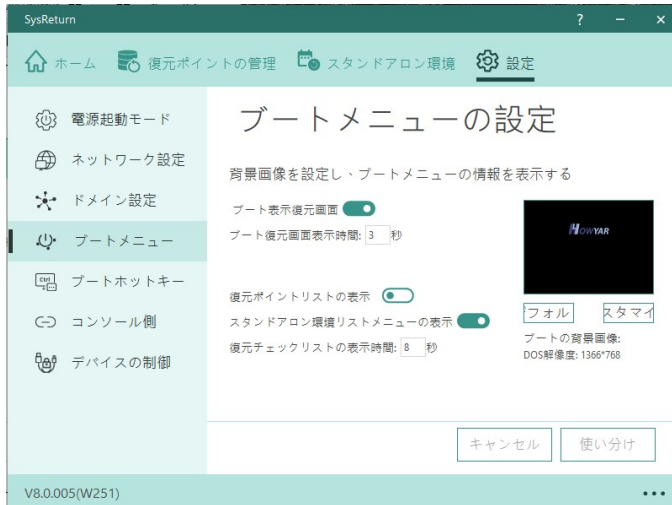 SysReturn
ホーム 復元ポイントの管理 スタンドアロン環境 設定
電源起動モード
ネットワーク設定
ドメイン設定
ブートメニュー
ブートホットキー
コンソール側
デバイスの制御
ブートメニューの設定
背景画像を設定し、ブートメニューの情報を表示する
ブート表示復元画面
ブート復元画面表示時間: 3 秒
復元ポイントリストの表示
スタンドアロン環境リストメニューの表示
復元チェックリストの表示時間: 8 秒
HOWYAR
フォル スタマイ
ブートの背景画像:
DOS解像度: 1366*768
キャンセル 使い分け
V8.0.005(W251)